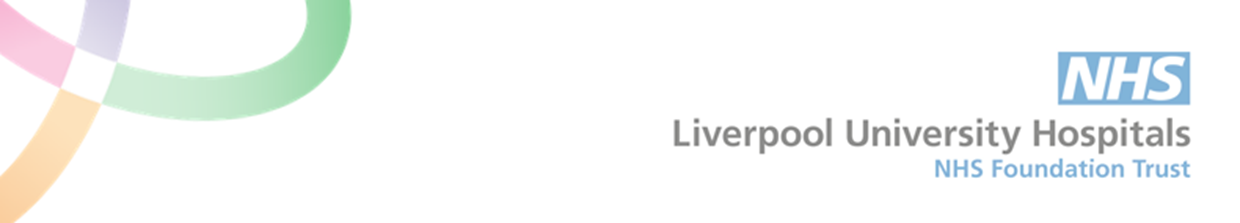 NHS
Liverpool University Hospitals
NHS Foundation Trust